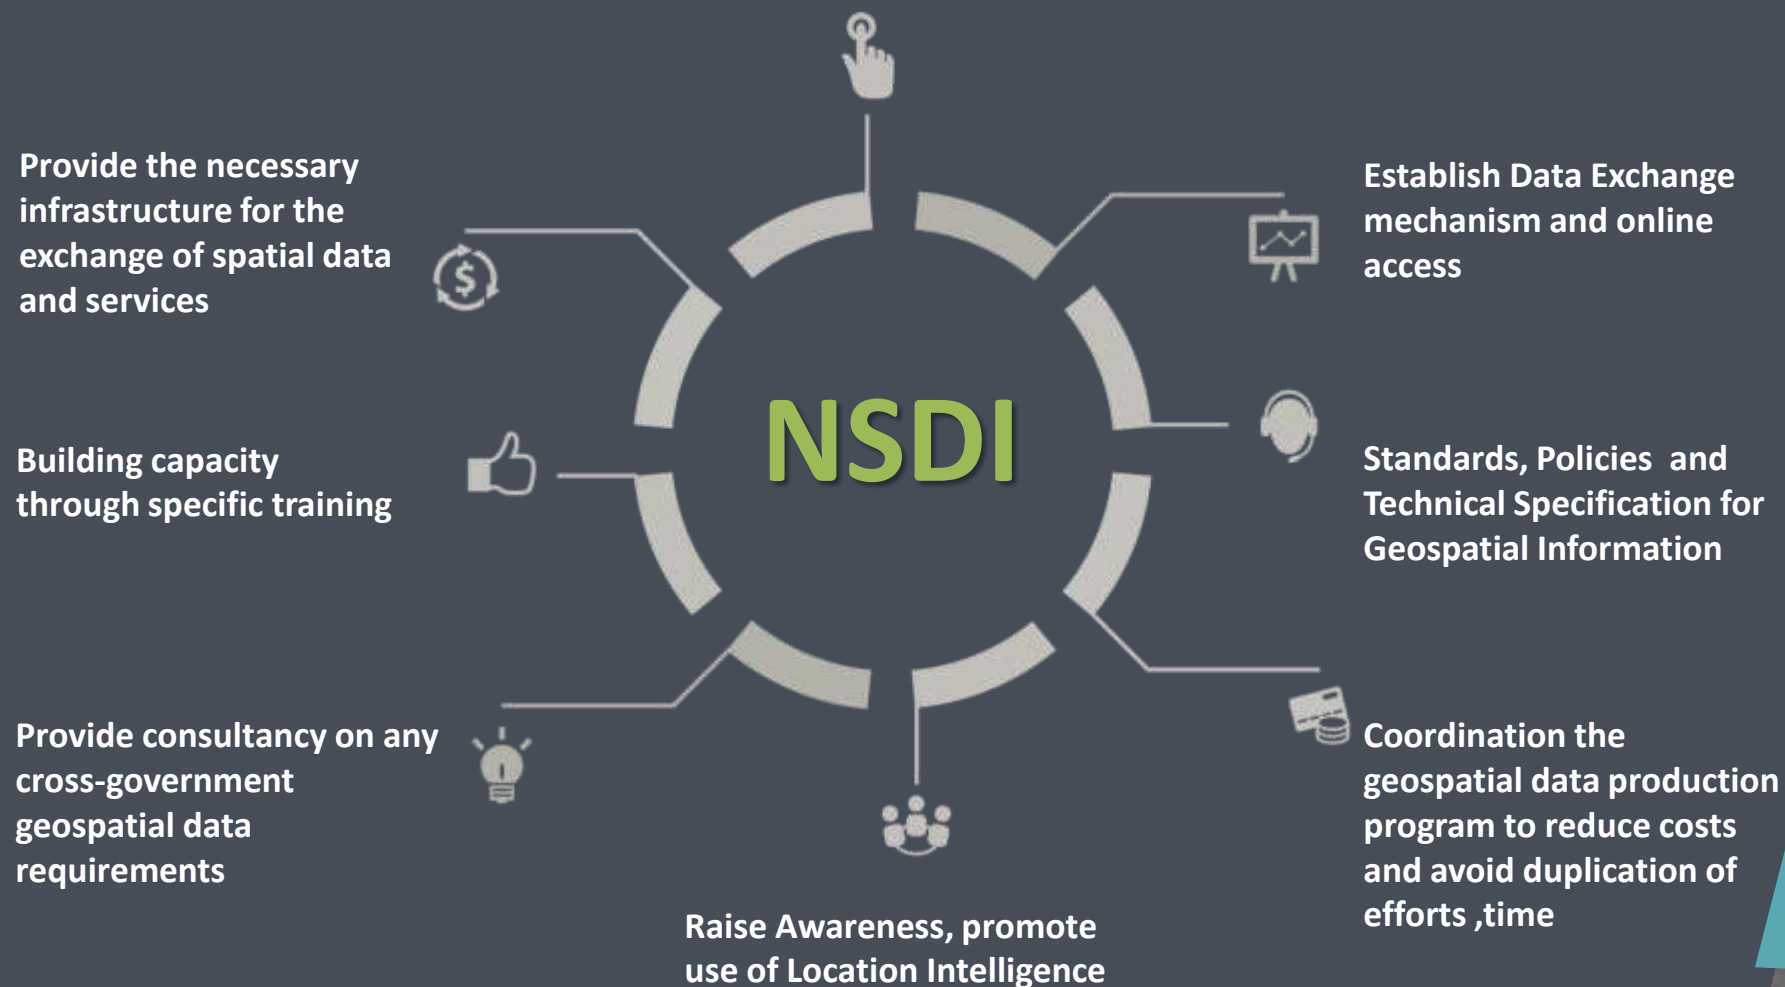 Provide the necessary
infrastructure for the
exchange of spatial data
and services
Establish Data Exchange
mechanism and online
access
NSDI
Building capacity
through specific training
Standards, Policies  and
Technical Specification for
Geospatial Information
Provide consultancy on any
cross-government
geospatial data
requirements
Coordination the
geospatial data production
program to reduce costs
and avoid duplication of
efforts ,time
Raise Awareness, promote
use of Location Intelligence
$